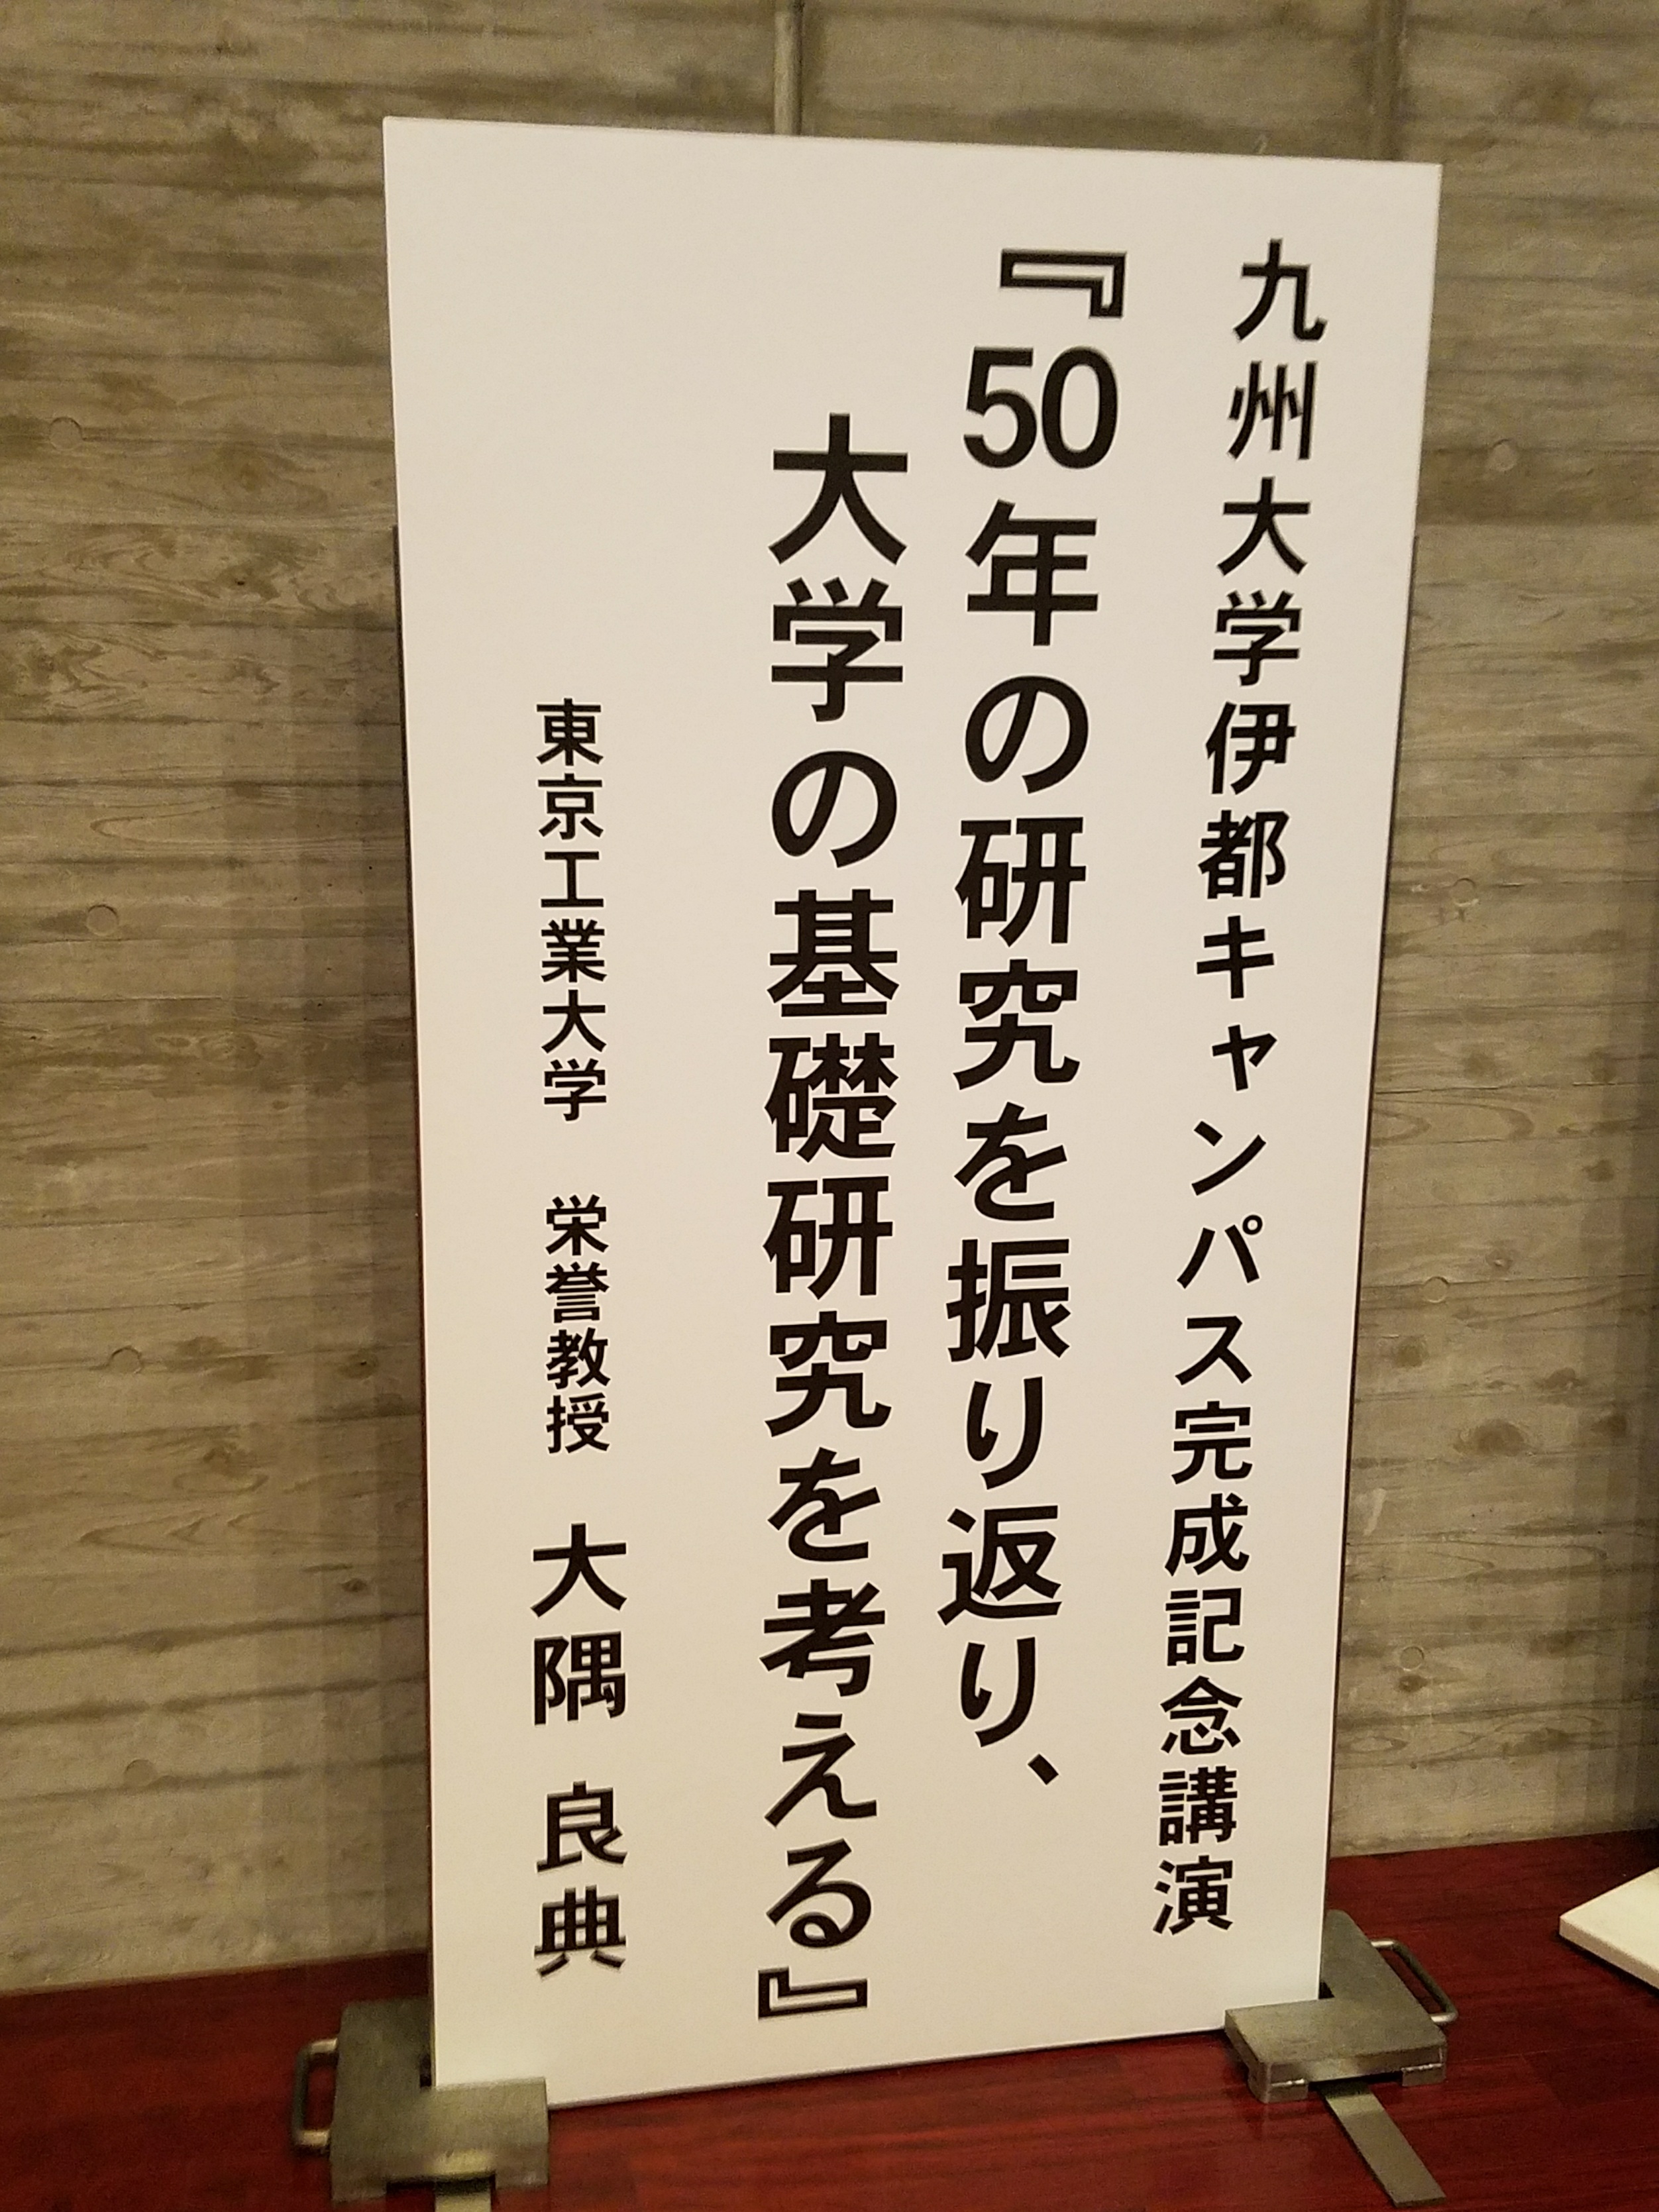 九州大学伊都キャンパス完成記念講演
『50年の研究を振り返り、
大学の基礎研究を考える』
東京工業大学　栄誉教授　大隅　良典